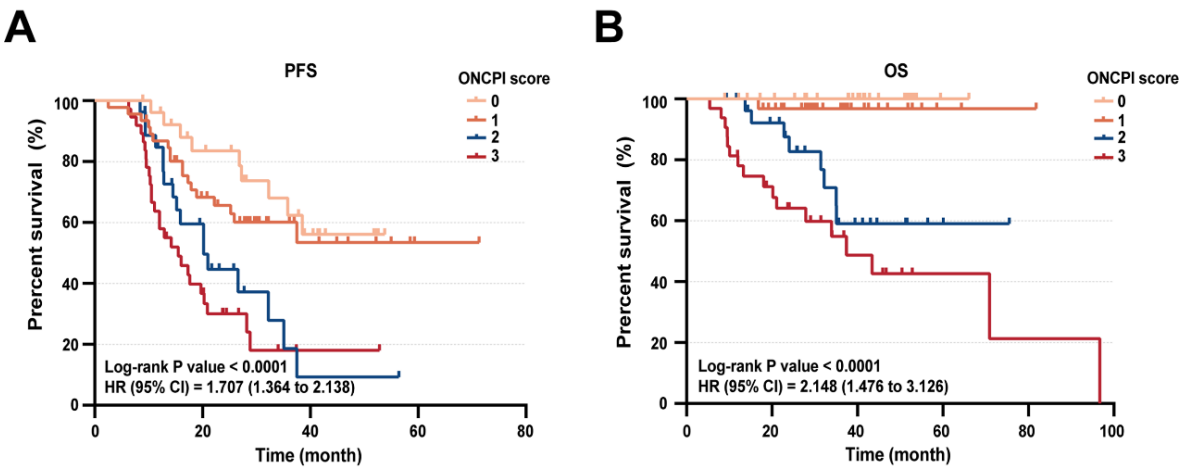 A
PFS
ONCPI score
0
1
2
3
Prercent survival (%)
100
80
60
40
20
0
Log-rank P value < 0.0001
HR (95% CI) = 1.707 (1.364 to 2.138)
0 20 40 60 80
Time (month)
B
OS
ONCPI score
0
1
2
3
Prercent survival (%)
100
80
60
40
20
0
Log-rank P value < 0.0001
HR (95% CI) = 2.148 (1.476 to 3.126)
0 20 40 60 80 100
Time (month)